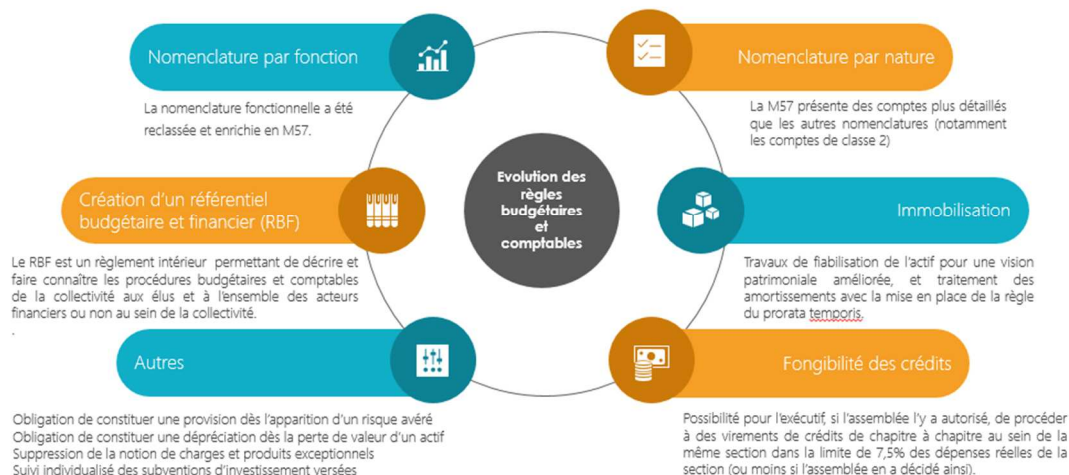 Nomenclature par fonction
La nomenclature fonctionnelle a été
reclassée et enrichie en M57.
Nomenclature par nature
La M57 présente des comptes plus détaillés
que les autres nomenclatures (notamment
les comptes de classe 2)
Evolution des
règles
budgétaires
et
comptables
Création d'un référentiel
budgétaire et financier (RBF)
Le RBF est un règlement intérieur permettant de décrire et
faire connaître les procédures budgétaires et comptables
de la collectivité aux élus et à l'ensemble des acteurs
financiers ou non au sein de la collectivité.
.
Immobilisation
Travaux de fiabilisation de l'actif pour une vision
patrimoniale améliorée, et traitement des
amortissements avec la mise en place de la règle
du prorata temporis.
Autres
Obligation de constituer une provision dès l'apparition d'un risque avéré
Obligation de constituer une dépréciation dès la perte de valeur d'un actif
Suppression de la notion de charges et produits exceptionnels
Suivi individualisé des subventions d'investissement versées
Fongibilité des crédits
Possibilité pour l'exécutif, si l'assemblée l'y a autorisé, de procéder
à des virements de crédits de chapitre à chapitre au sein de la
même section dans la limite de 7,5% des dépenses réelles de la
section (ou moins si l'assemblée en a décidé ainsi).